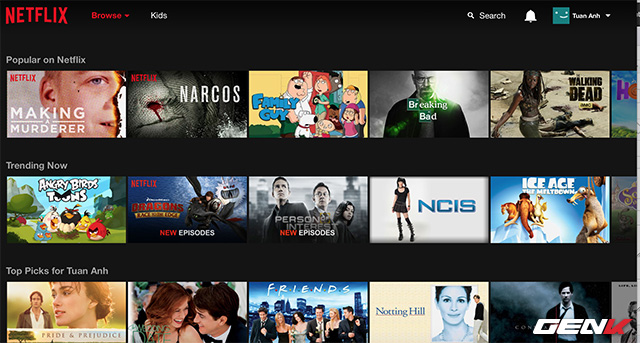 NETFLIX Browse Kids Search Tuan Anh
Popular on Netflix
NETFLIX
MAKING
A
MURDERER
NETFLIX
NARCOS
FAMILY
GUY
Breaking
Bad
THE
WALKING
DEAD
Trending Now
ANGRY BIRDS
TOONS
NETFLIX
DRAGONS
RACE TO THE EDGE
NEW EPISODES
PERSON OF
INTEREST
NEW EPISODES
NCIS
ICE AGE
THE MELTDOWN
Top Picks for Tuan Anh
PRIDE & PREJUDICE
F·R·I·E·N·D·S
Notting Hill
GENK